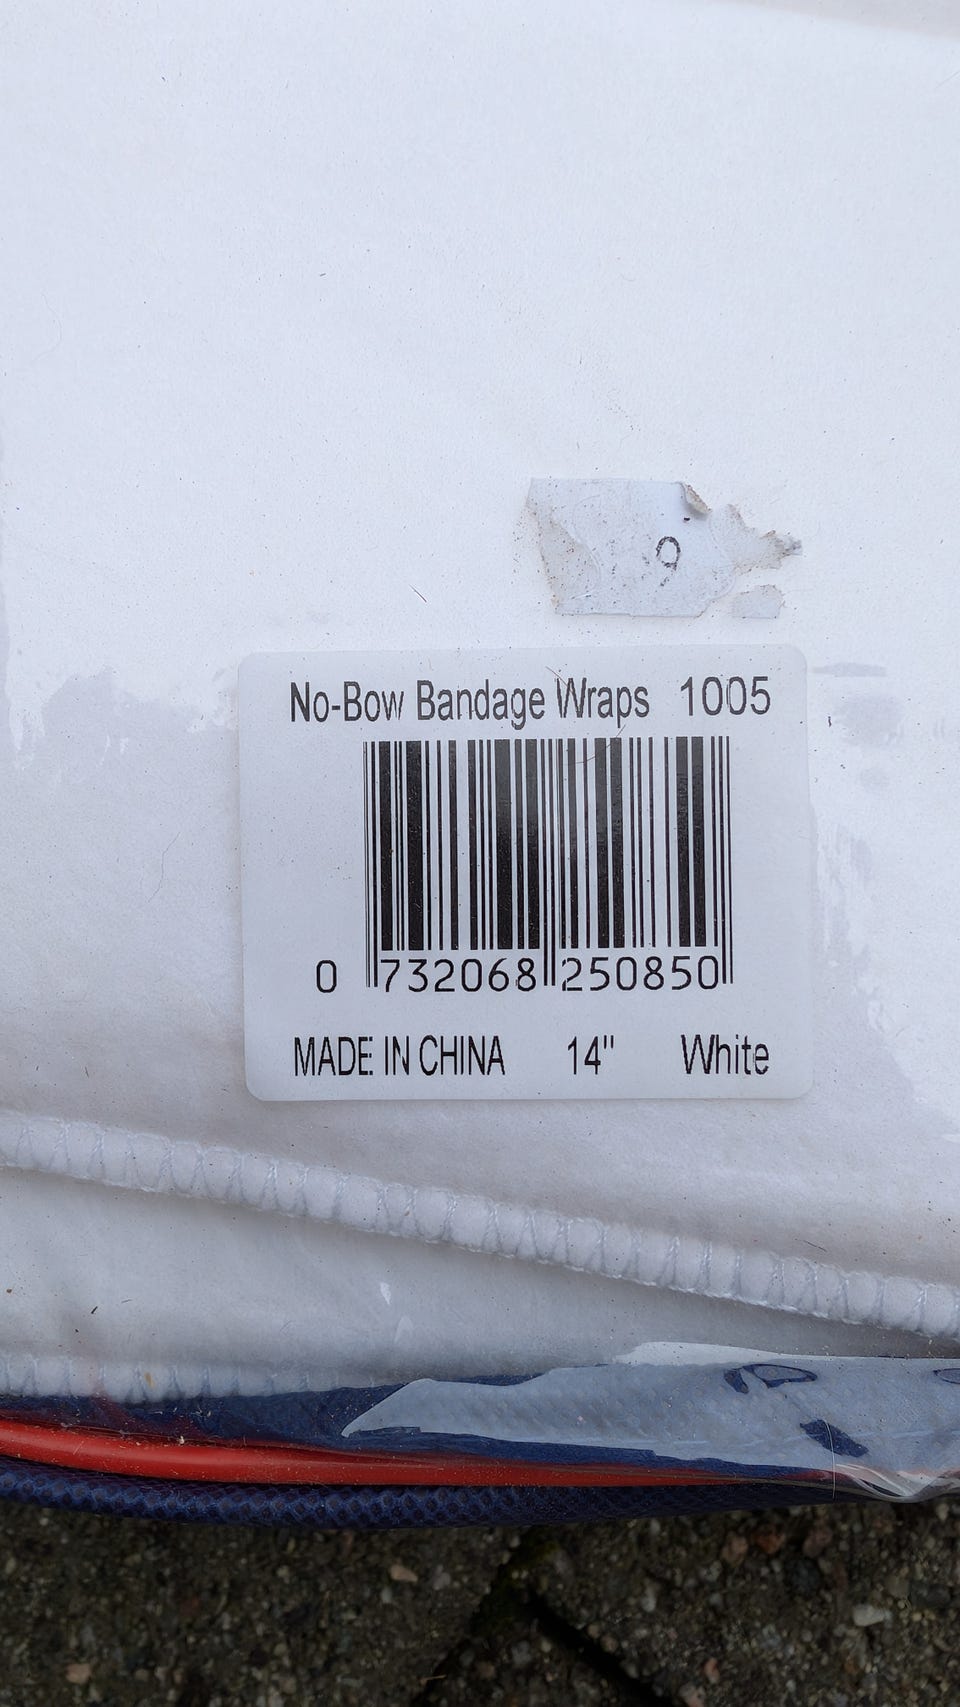 9
No-Bow Bandage Wraps 1005
0 732068 250850
MADE IN CHINA 14" White